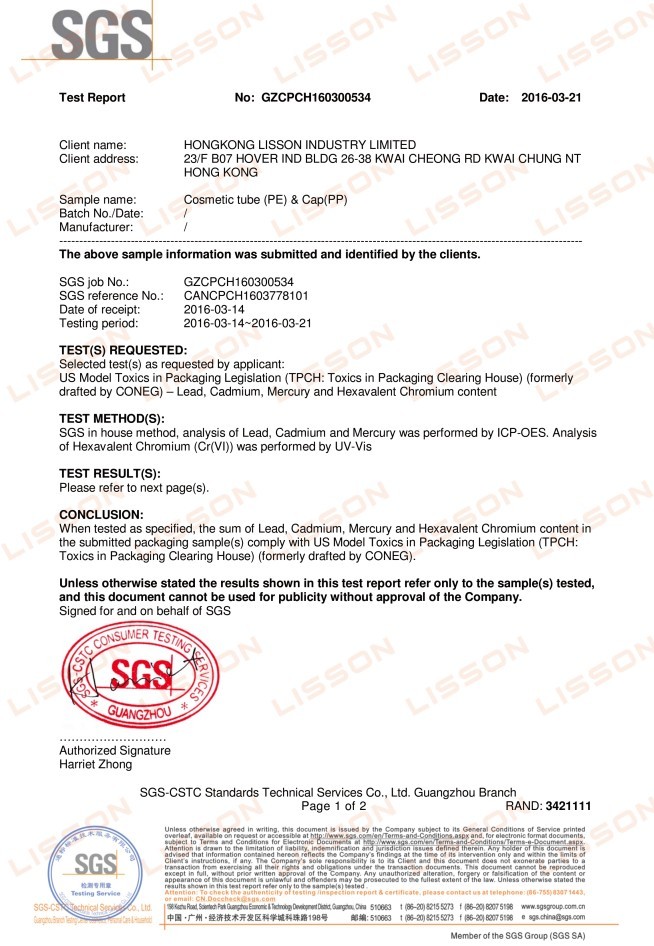 SGS
Test Report No: GZCPCH160300534 Date: 2016-03-21
Client name: HONGKONG LISSON INDUSTRY LIMITED
Client address: 23/F B07 HOVER IND BLDG 26-38 KWAI CHEONG RD KWAI CHUNG NT
HONG KONG
Sample name: Cosmetic tube (PE) & Cap(PP)
Batch No./Date: /
Manufacturer: /
The above sample information was submitted and identified by the clients.
SGS job No.: GZCPCH160300534
SGS reference No.: CANCPCH1603778101
Date of receipt: 2016-03-14
Testing period: 2016-03-14~2016-03-21
TEST(S) REQUESTED:
Selected test(s) as requested by applicant:
US Model Toxics in Packaging Legislation (TPCH: Toxics in Packaging Clearing House) (formerly
drafted by CONEG) – Lead, Cadmium, Mercury and Hexavalent Chromium content
TEST METHOD(S):
SGS in house method, analysis of Lead, Cadmium and Mercury was performed by ICP-OES. Analysis
of Hexavalent Chromium (Cr(VI)) was performed by UV-Vis
TEST RESULT(S):
Please refer to next page(s).
CONCLUSION:
When tested as specified, the sum of Lead, Cadmium, Mercury and Hexavalent Chromium content in
the submitted packaging sample(s) comply with US Model Toxics in Packaging Legislation (TPCH:
Toxics in Packaging Clearing House) (formerly drafted by CONEG).
Unless otherwise stated the results shown in this test report refer only to the sample(s) tested,
and this document cannot be used for publicity without approval of the Company.
Signed for and on behalf of SGS
SGS-CSTC CONSUMER TESTING SERVICES
SGS
* GUANGZHOU *
………………………
Authorized Signature
Harriet Zhong
SGS-CSTC Standards Technical Services Co., Ltd. Guangzhou Branch
Page 1 of 2 RAND: 3421111
SGS
检测专用章
Testing Service
SGS-CSTC Technical Services Co., Ltd.
Unless otherwise agreed in writing, this document is issued by the Company subject to its General Conditions of Service printed
overleaf, available on request or accessible at http://www.sgs.com/en/Terms-and-Conditions.aspx and, for electronic format documents,
subject to Terms and Conditions for Electronic Documents at http://www.sgs.com/en/Terms-and-Conditions/Terms-e-Document.aspx.
Attention is drawn to the limitation of liability, indemnification and jurisdiction issues defined therein. Any holder of this document is
advised that information contained hereon reflects the Company's findings at the time of its intervention only and within the limits of
Client's instructions, if any. The Company's sole responsibility is to its Client and this document does not exonerate parties to a
transaction from exercising all their rights and obligations under the transaction documents. This document cannot be reproduced
except in full, without prior written approval of the Company. Any unauthorized alteration, forgery or falsification of the content or
appearance of this document is unlawful and offenders may be prosecuted to the fullest extent of the law. Unless otherwise stated the
results shown in this test report refer only to the sample(s) tested.
Attention: To check the authenticity of testing /inspection report & certificate, please contact us at telephone: (86-755) 8307 1443,
or email: CN.Doccheck@sgs.com
198 Kezhu Road, Scientech Park Guangzhou Economic & Technology Development District, Guangzhou, China 510663 t (86–20) 8215 5273 f (86–20) 8207 5198 www.sgsgroup.com.cn
中国 · 广州 · 经济技术开发区科学城科珠路198号 邮编: 510663 t (86–20) 8215 5273 f (86–20) 8207 5198 e sgs.china@sgs.com
Member of the SGS Group (SGS SA)
LISSON